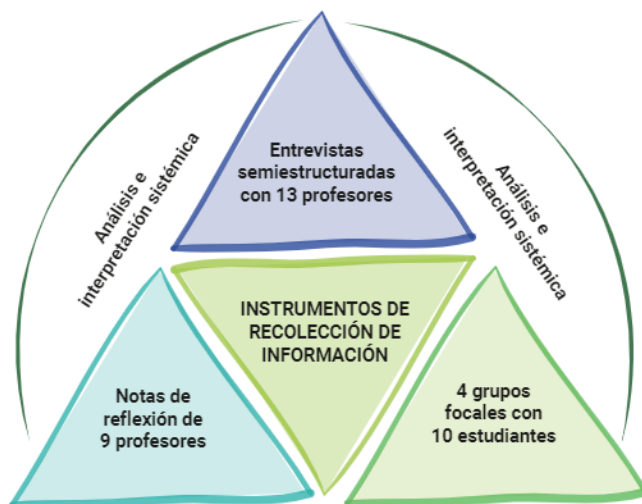 Análisis e
interpretación sistémica
Entrevistas
semiestructuradas
con 13 profesores
Análisis e
interpretación sistémica
INSTRUMENTOS DE
RECOLECCIÓN DE
INFORMACIÓN
Notas de
reflexión de
9 profesores
4 grupos
focales con
10 estudiantes